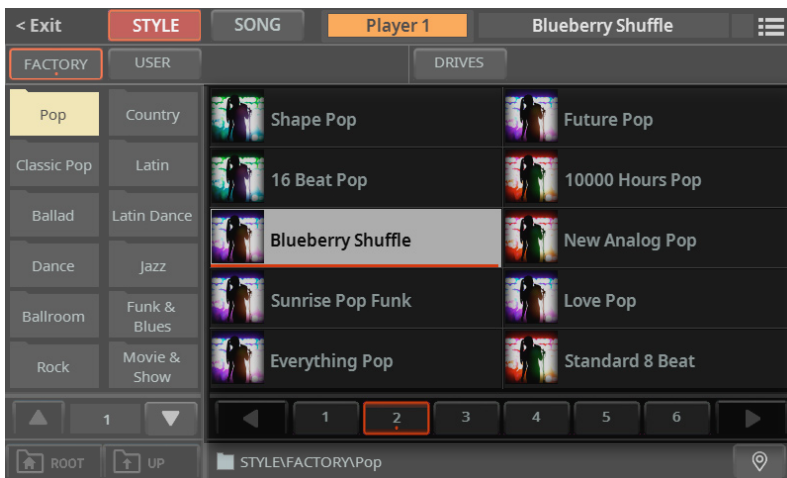 < Exit STYLE SONG Player 1 Blueberry Shuffle
FACTORY USER DRIVES
Pop Country
Classic Pop Latin
Ballad Latin Dance
Dance Jazz
Ballroom Funk &
Blues
Rock Movie &
Show
Shape Pop Future Pop
16 Beat Pop 10000 Hours Pop
Blueberry Shuffle New Analog Pop
Sunrise Pop Funk Love Pop
Everything Pop Standard 8 Beat
1 1 2 3 4 5 6
ROOT UP STYLE\FACTORY\Pop